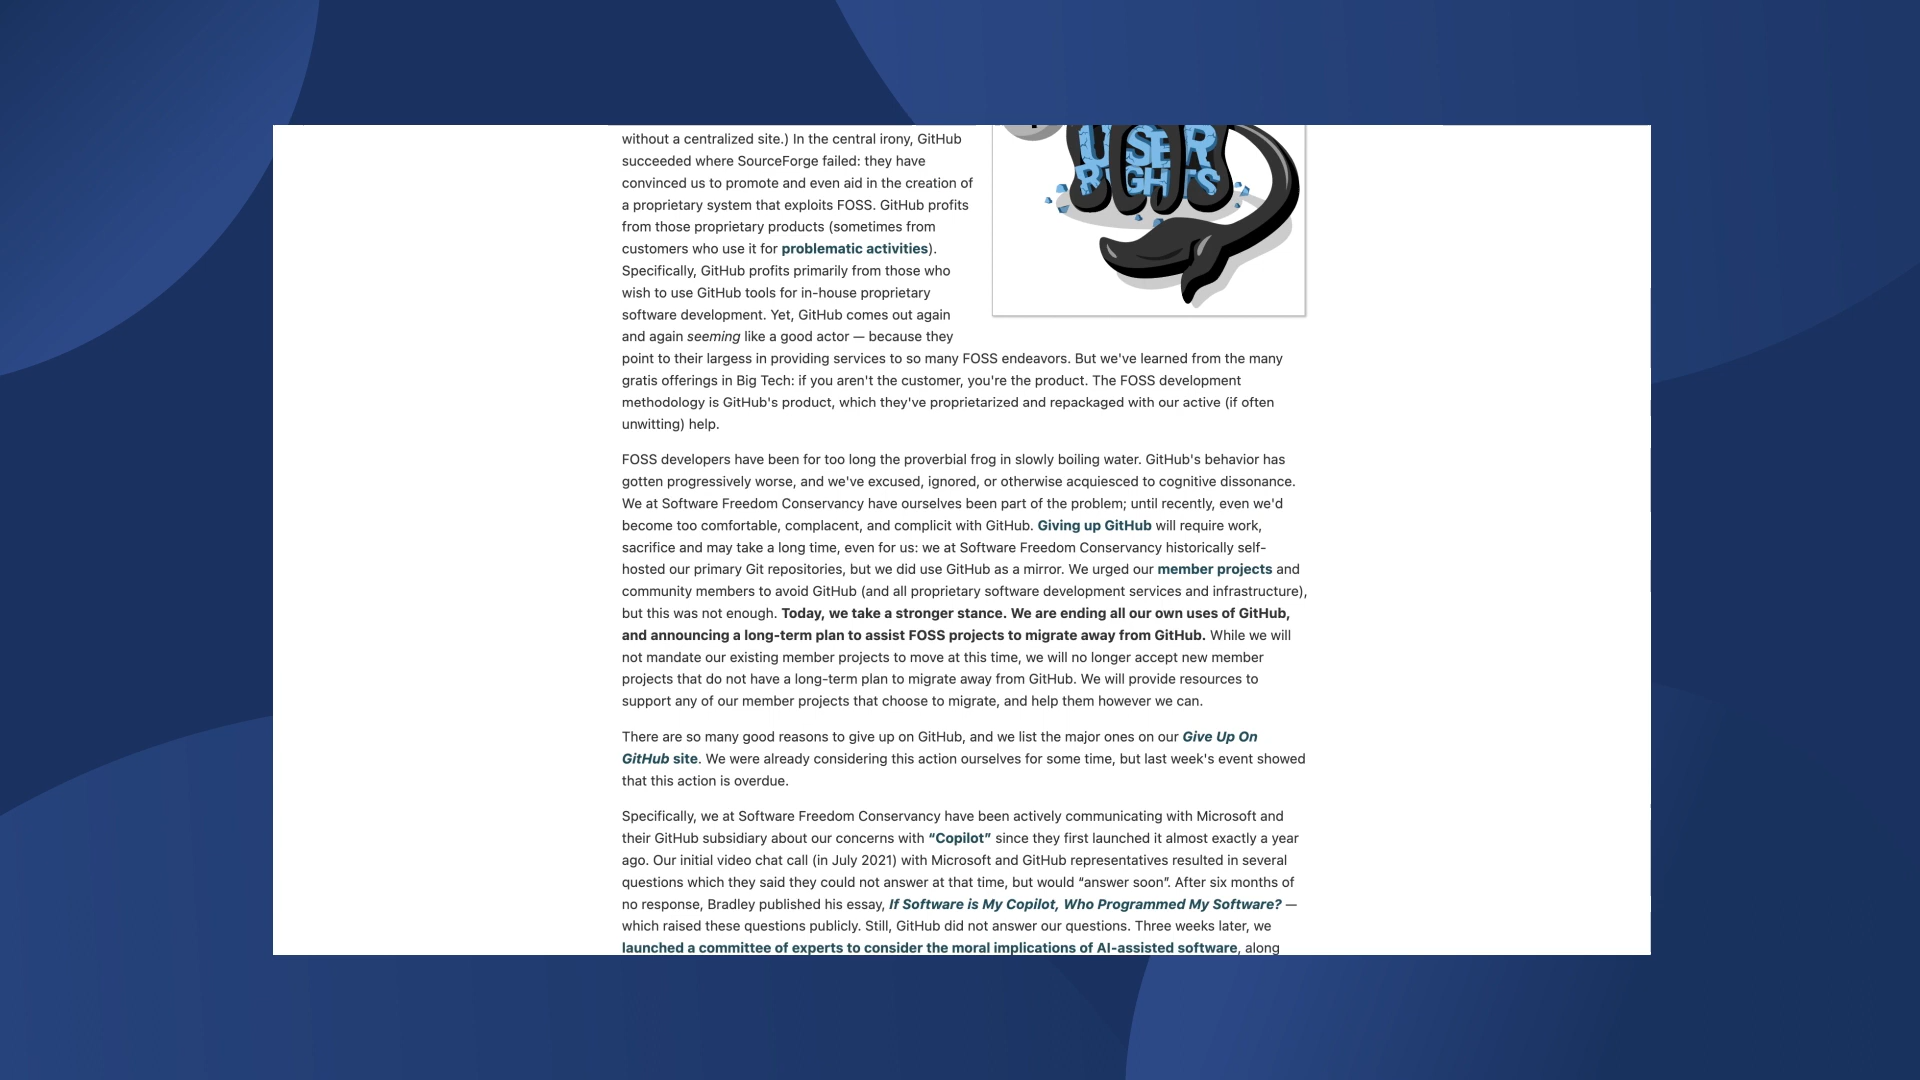 without a centralized site.) In the central irony, GitHub
succeeded where SourceForge failed: they have
convinced us to promote and even aid in the creation of
a proprietary system that exploits FOSS. GitHub profits
from those proprietary products (sometimes from
customers who use it for problematic activities).
Specifically, GitHub profits primarily from those who
wish to use GitHub tools for in-house proprietary
software development. Yet, GitHub comes out again
and again seeming like a good actor — because they
point to their largess in providing services to so many FOSS endeavors. But we've learned from the many
gratis offerings in Big Tech: if you aren't the customer, you're the product. The FOSS development
methodology is GitHub's product, which they've proprietarized and repackaged with our active (if often
unwitting) help.
USER
RIGHTS
FOSS developers have been for too long the proverbial frog in slowly boiling water. GitHub's behavior has
gotten progressively worse, and we've excused, ignored, or otherwise acquiesced to cognitive dissonance.
We at Software Freedom Conservancy have ourselves been part of the problem; until recently, even we'd
become too comfortable, complacent, and complicit with GitHub. Giving up GitHub will require work,
sacrifice and may take a long time, even for us: we at Software Freedom Conservancy historically self-
hosted our primary Git repositories, but we did use GitHub as a mirror. We urged our member projects and
community members to avoid GitHub (and all proprietary software development services and infrastructure),
but this was not enough. Today, we take a stronger stance. We are ending all our own uses of GitHub,
and announcing a long-term plan to assist FOSS projects to migrate away from GitHub. While we will
not mandate our existing member projects to move at this time, we will no longer accept new member
projects that do not have a long-term plan to migrate away from GitHub. We will provide resources to
support any of our member projects that choose to migrate, and help them however we can.
There are so many good reasons to give up on GitHub, and we list the major ones on our Give Up On
GitHub site. We were already considering this action ourselves for some time, but last week's event showed
that this action is overdue.
Specifically, we at Software Freedom Conservancy have been actively communicating with Microsoft and
their GitHub subsidiary about our concerns with “Copilot” since they first launched it almost exactly a year
ago. Our initial video chat call (in July 2021) with Microsoft and GitHub representatives resulted in several
questions which they said they could not answer at that time, but would “answer soon”. After six months of
no response, Bradley published his essay, If Software is My Copilot, Who Programmed My Software? —
which raised these questions publicly. Still, GitHub did not answer our questions. Three weeks later, we
launched a committee of experts to consider the moral implications of AI-assisted software, along